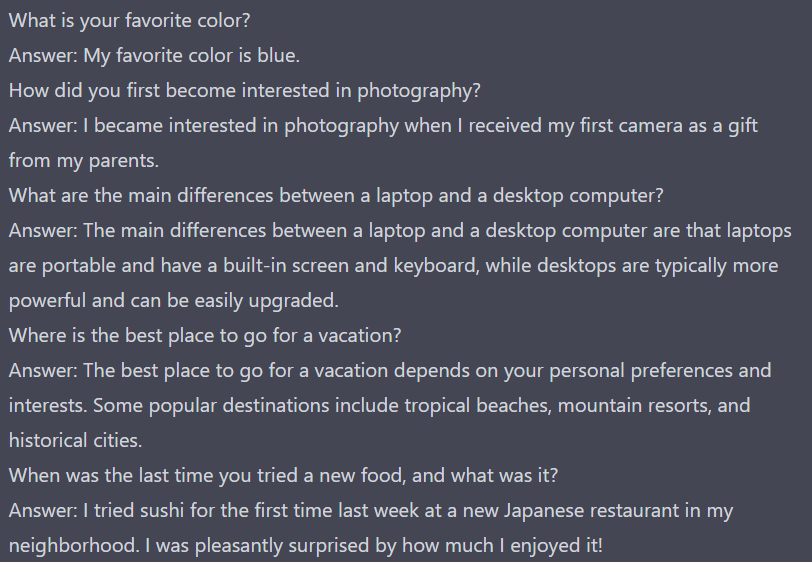 What is your favorite color?
Answer: My favorite color is blue.
How did you first become interested in photography?
Answer: I became interested in photography when I received my first camera as a gift
from my parents.
What are the main differences between a laptop and a desktop computer?
Answer: The main differences between a laptop and a desktop computer are that laptops
are portable and have a built-in screen and keyboard, while desktops are typically more
powerful and can be easily upgraded.
Where is the best place to go for a vacation?
Answer: The best place to go for a vacation depends on your personal preferences and
interests. Some popular destinations include tropical beaches, mountain resorts, and
historical cities.
When was the last time you tried a new food, and what was it?
Answer: I tried sushi for the first time last week at a new Japanese restaurant in my
neighborhood. I was pleasantly surprised by how much I enjoyed it!